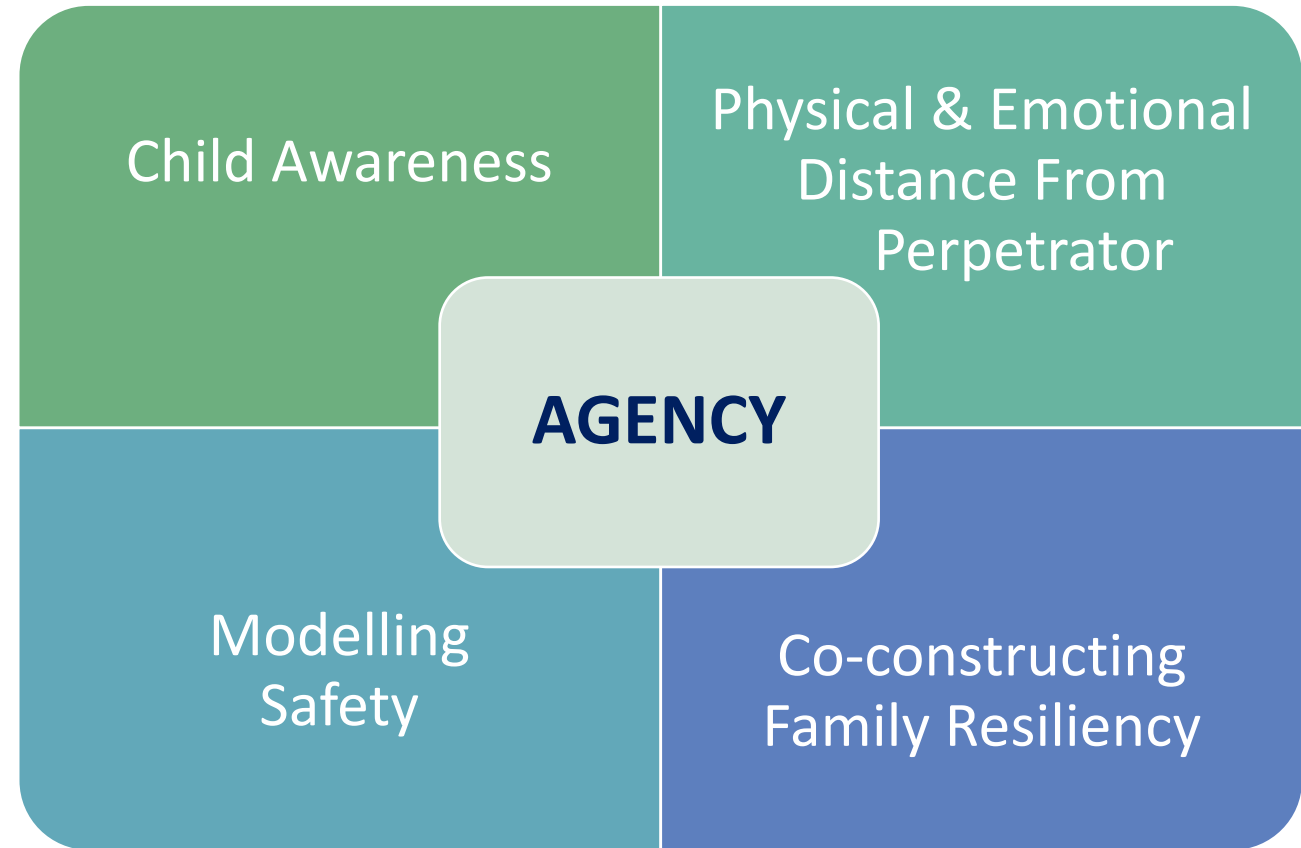 Child Awareness
Physical & Emotional
Distance From
Perpetrator
AGENCY
Modelling
Safety
Co-constructing
Family Resiliency